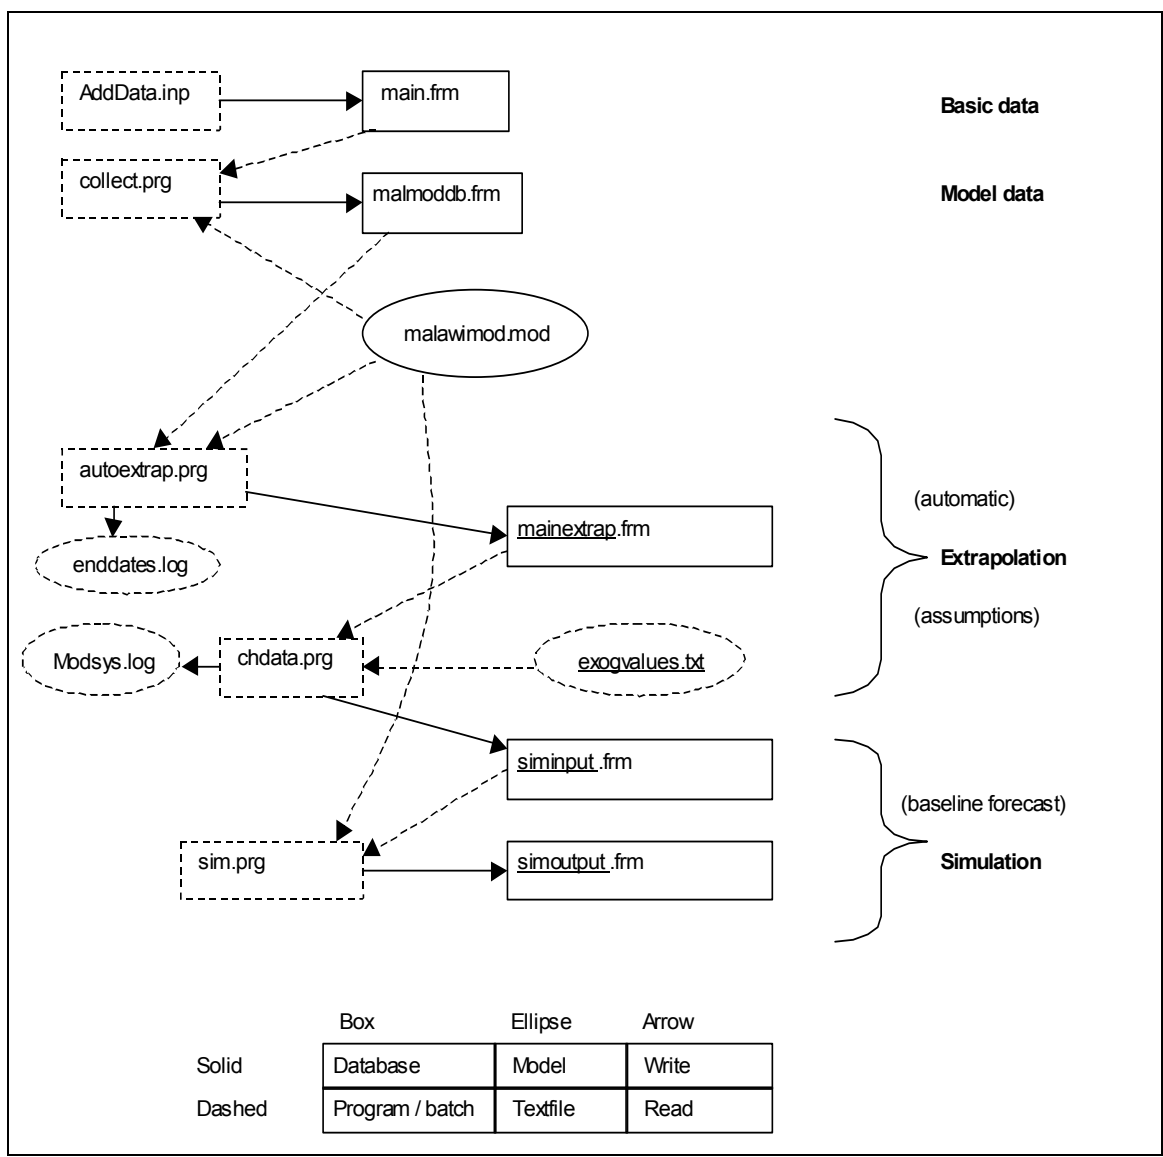 AddData.inp
main.frm
Basic data
collect.prg
malmoddb.frm
Model data
malawimod.mod
autoextrap.prg
(automatic)
mainextrap.frm
enddates.log
Extrapolation
(assumptions)
Modsys.log
chdata.prg
exogvalues.txt
siminput .frm
(baseline forecast)
sim.prg
simoutput .frm
Simulation
Box Ellipse Arrow
Solid Database Model Write
Dashed Program / batch Textfile Read